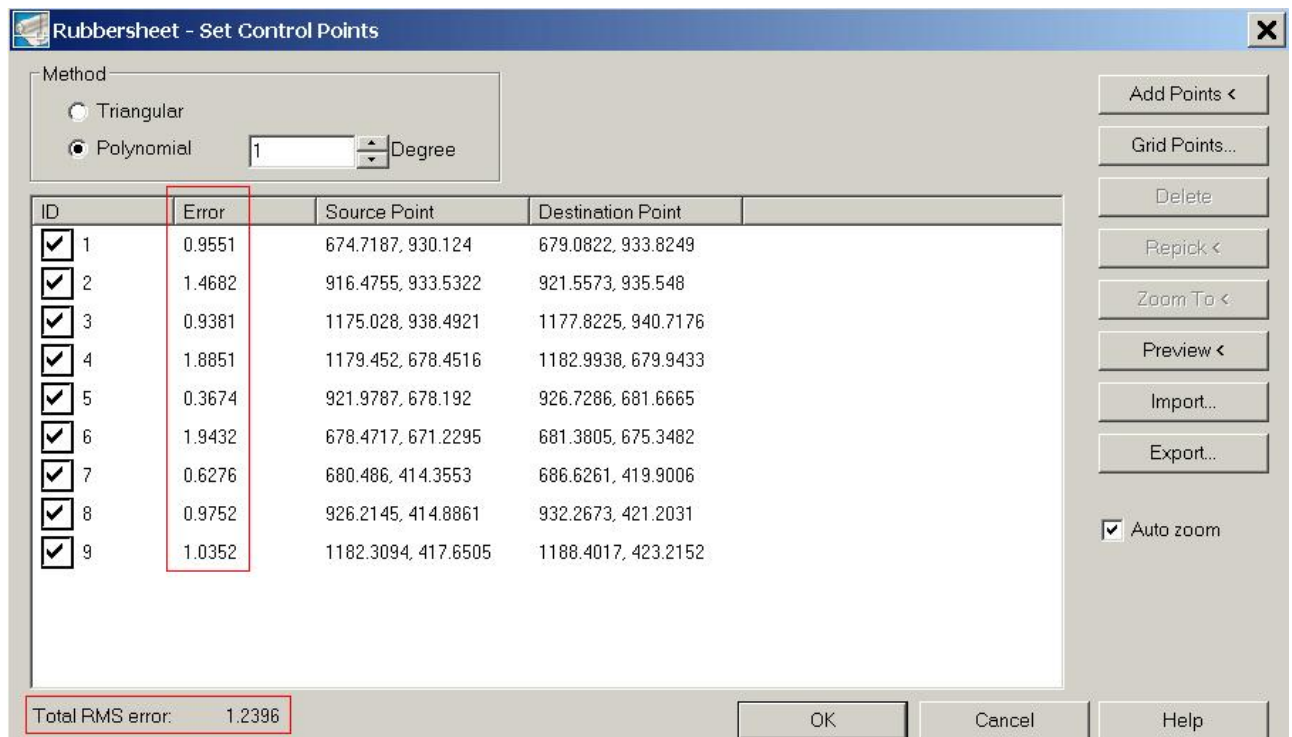 Rubbersheet - Set Control Points
Method
Triangular
Polynomial 1 Degree
Add Points <
Grid Points...
Delete
Repick <
Zoom To <
Preview <
Import...
Export...
Auto zoom
ID Error Source Point Destination Point
1 0.9551 674.7187, 930.124 679.0822, 933.8249
2 1.4682 916.4755, 933.5322 921.5573, 935.548
3 0.9381 1175.028, 938.4921 1177.8225, 940.7176
4 1.8851 1179.452, 678.4516 1182.9938, 679.9433
5 0.3674 921.9787, 678.192 926.7286, 681.6665
6 1.9432 678.4717, 671.2295 681.3805, 675.3482
7 0.6276 680.486, 414.3553 686.6261, 419.9006
8 0.9752 926.2145, 414.8861 932.2673, 421.2031
9 1.0352 1182.3094, 417.6505 1188.4017, 423.2152
Total RMS error: 1.2396
OK Cancel Help